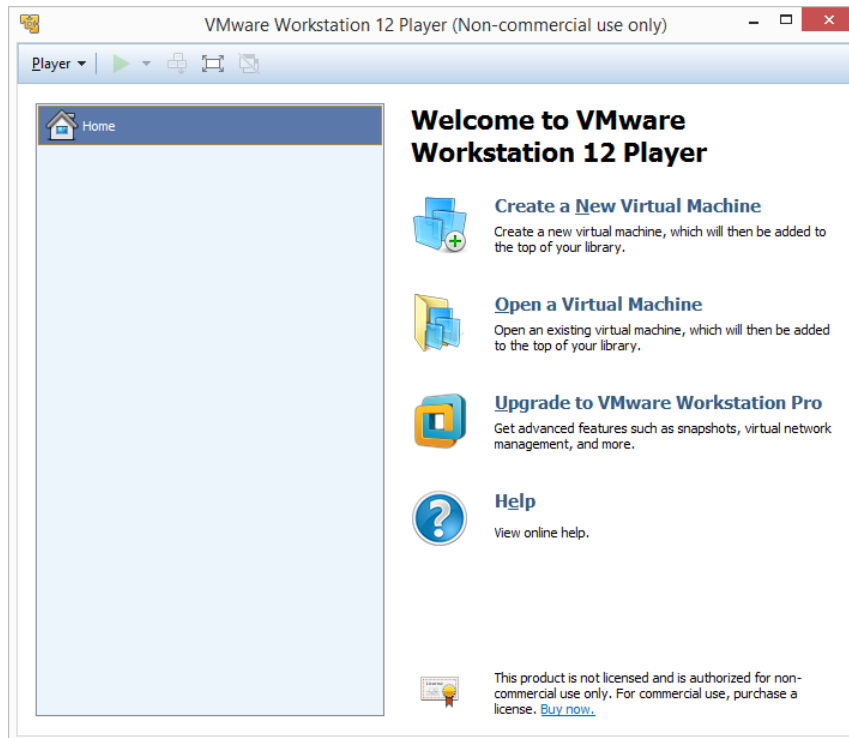 VMware Workstation 12 Player (Non-commercial use only)
Player
Home
Welcome to VMware
Workstation 12 Player
Create a New Virtual Machine
Create a new virtual machine, which will then be added to
the top of your library.
Open a Virtual Machine
Open an existing virtual machine, which will then be added
to the top of your library.
Upgrade to VMware Workstation Pro
Get advanced features such as snapshots, virtual network
management, and more.
Help
View online help.
This product is not licensed and is authorized for non-
commercial use only. For commercial use, purchase a
license. Buy now.